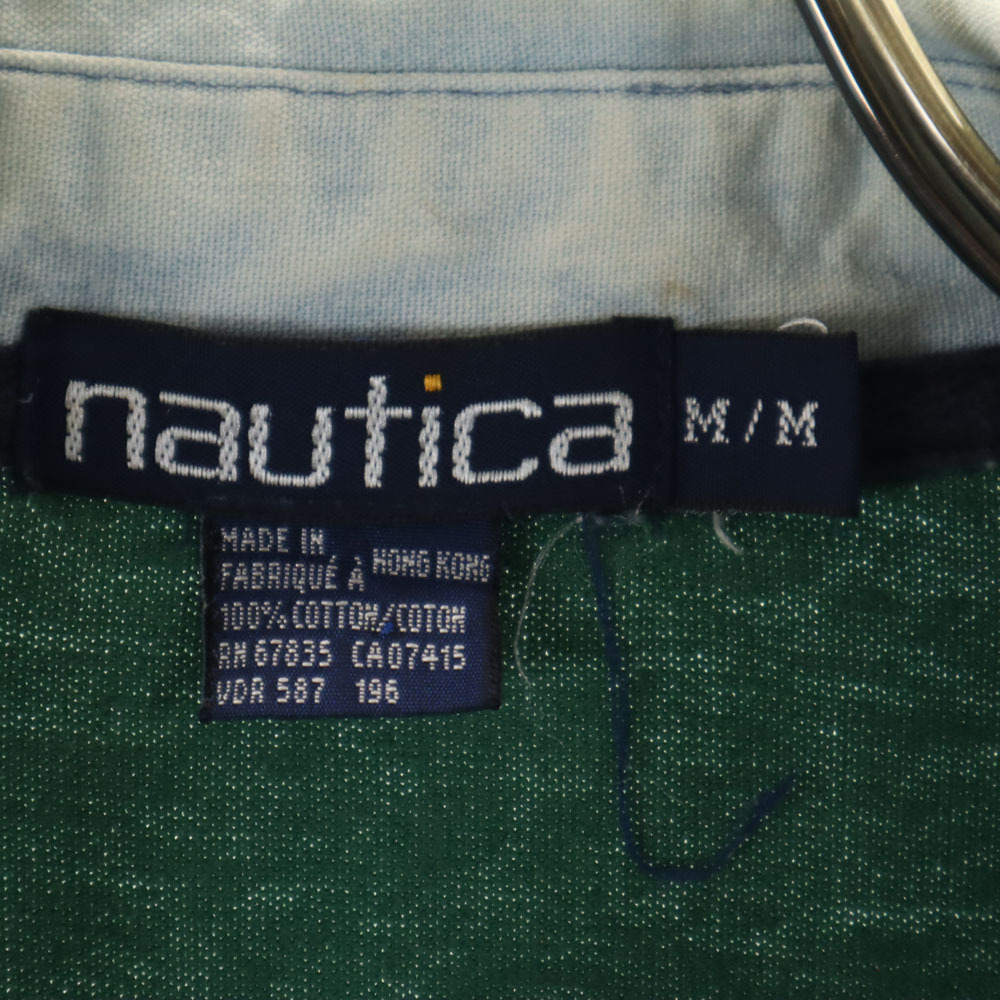 nautica
M/M
MADE IN
FABRIQUÉ À HONG KONG
100% COTTON/COTON
RN 67835 CA07415
VDR 587 196